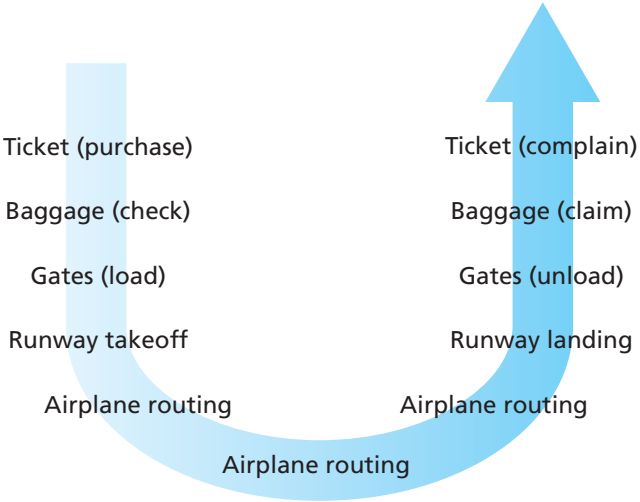 Ticket (purchase)
Baggage (check)
Gates (load)
Runway takeoff
Airplane routing
Airplane routing
Airplane routing
Runway landing
Gates (unload)
Baggage (claim)
Ticket (complain)